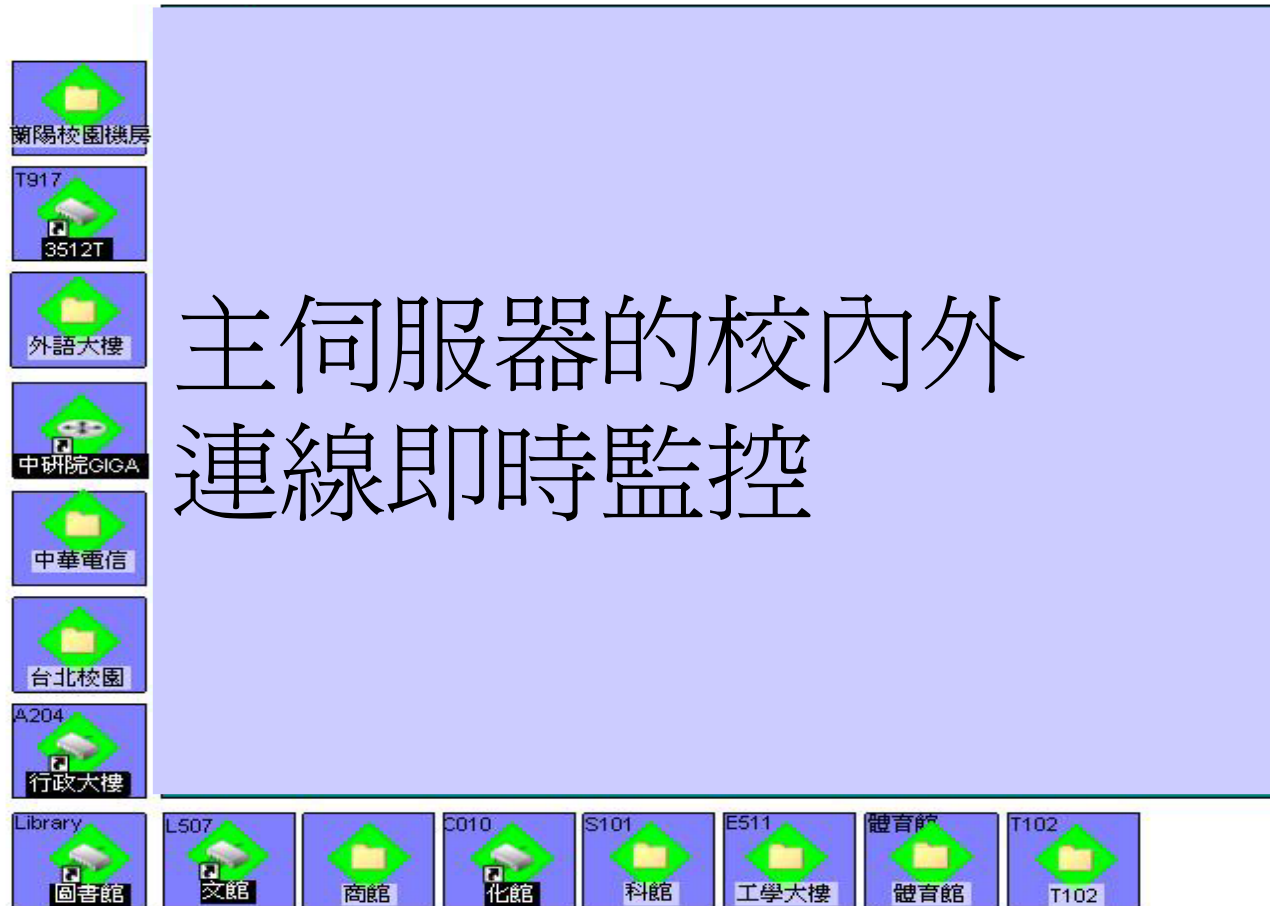 蘭陽校園機房
T917
3512T
外語大樓
中研院GIGA
中華電信
台北校園
A204
行政大樓
主伺服器的校內外
連線即時監控
Library
圖書館
L507
文館
商館
C010
化館
S101
科館
E511
工學大樓
體育館
體育館
T102
T102